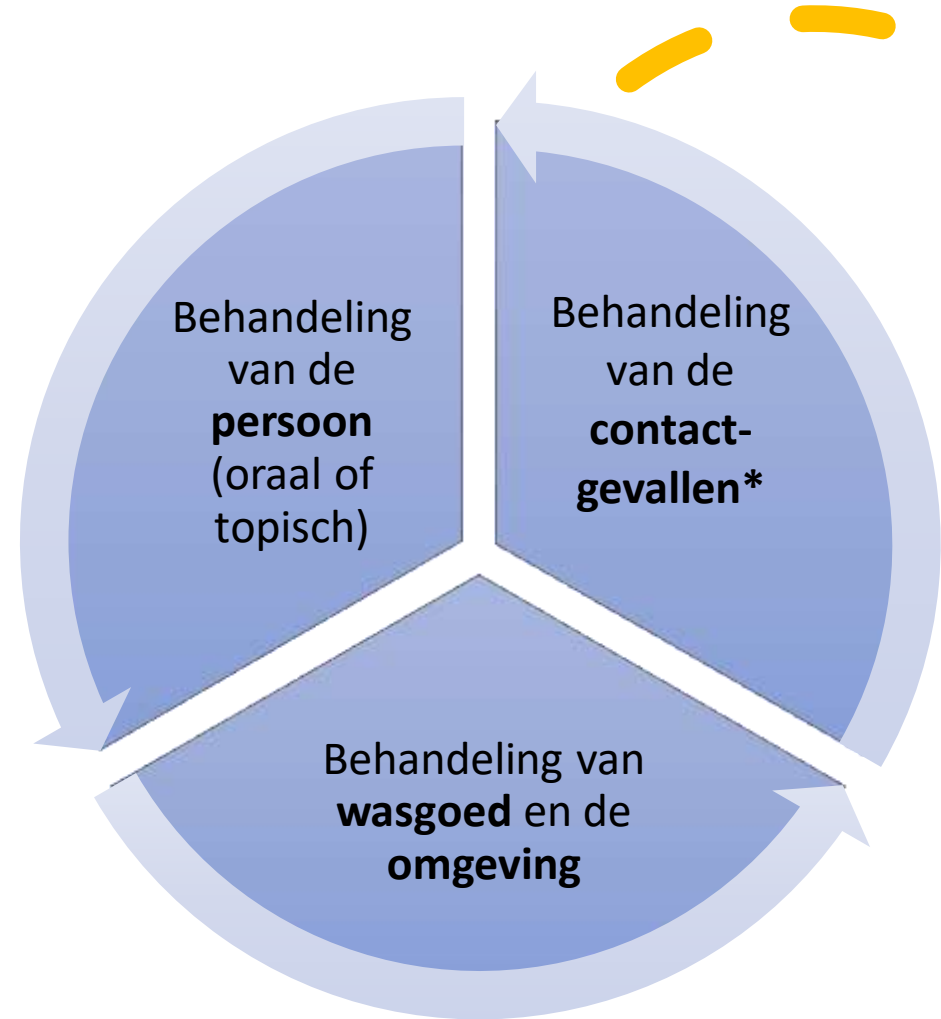 Behandeling
van de
persoon
(oraal of
topisch)
Behandeling
van de
contact-
gevallen*
Behandeling van
wasgoed en de
omgeving